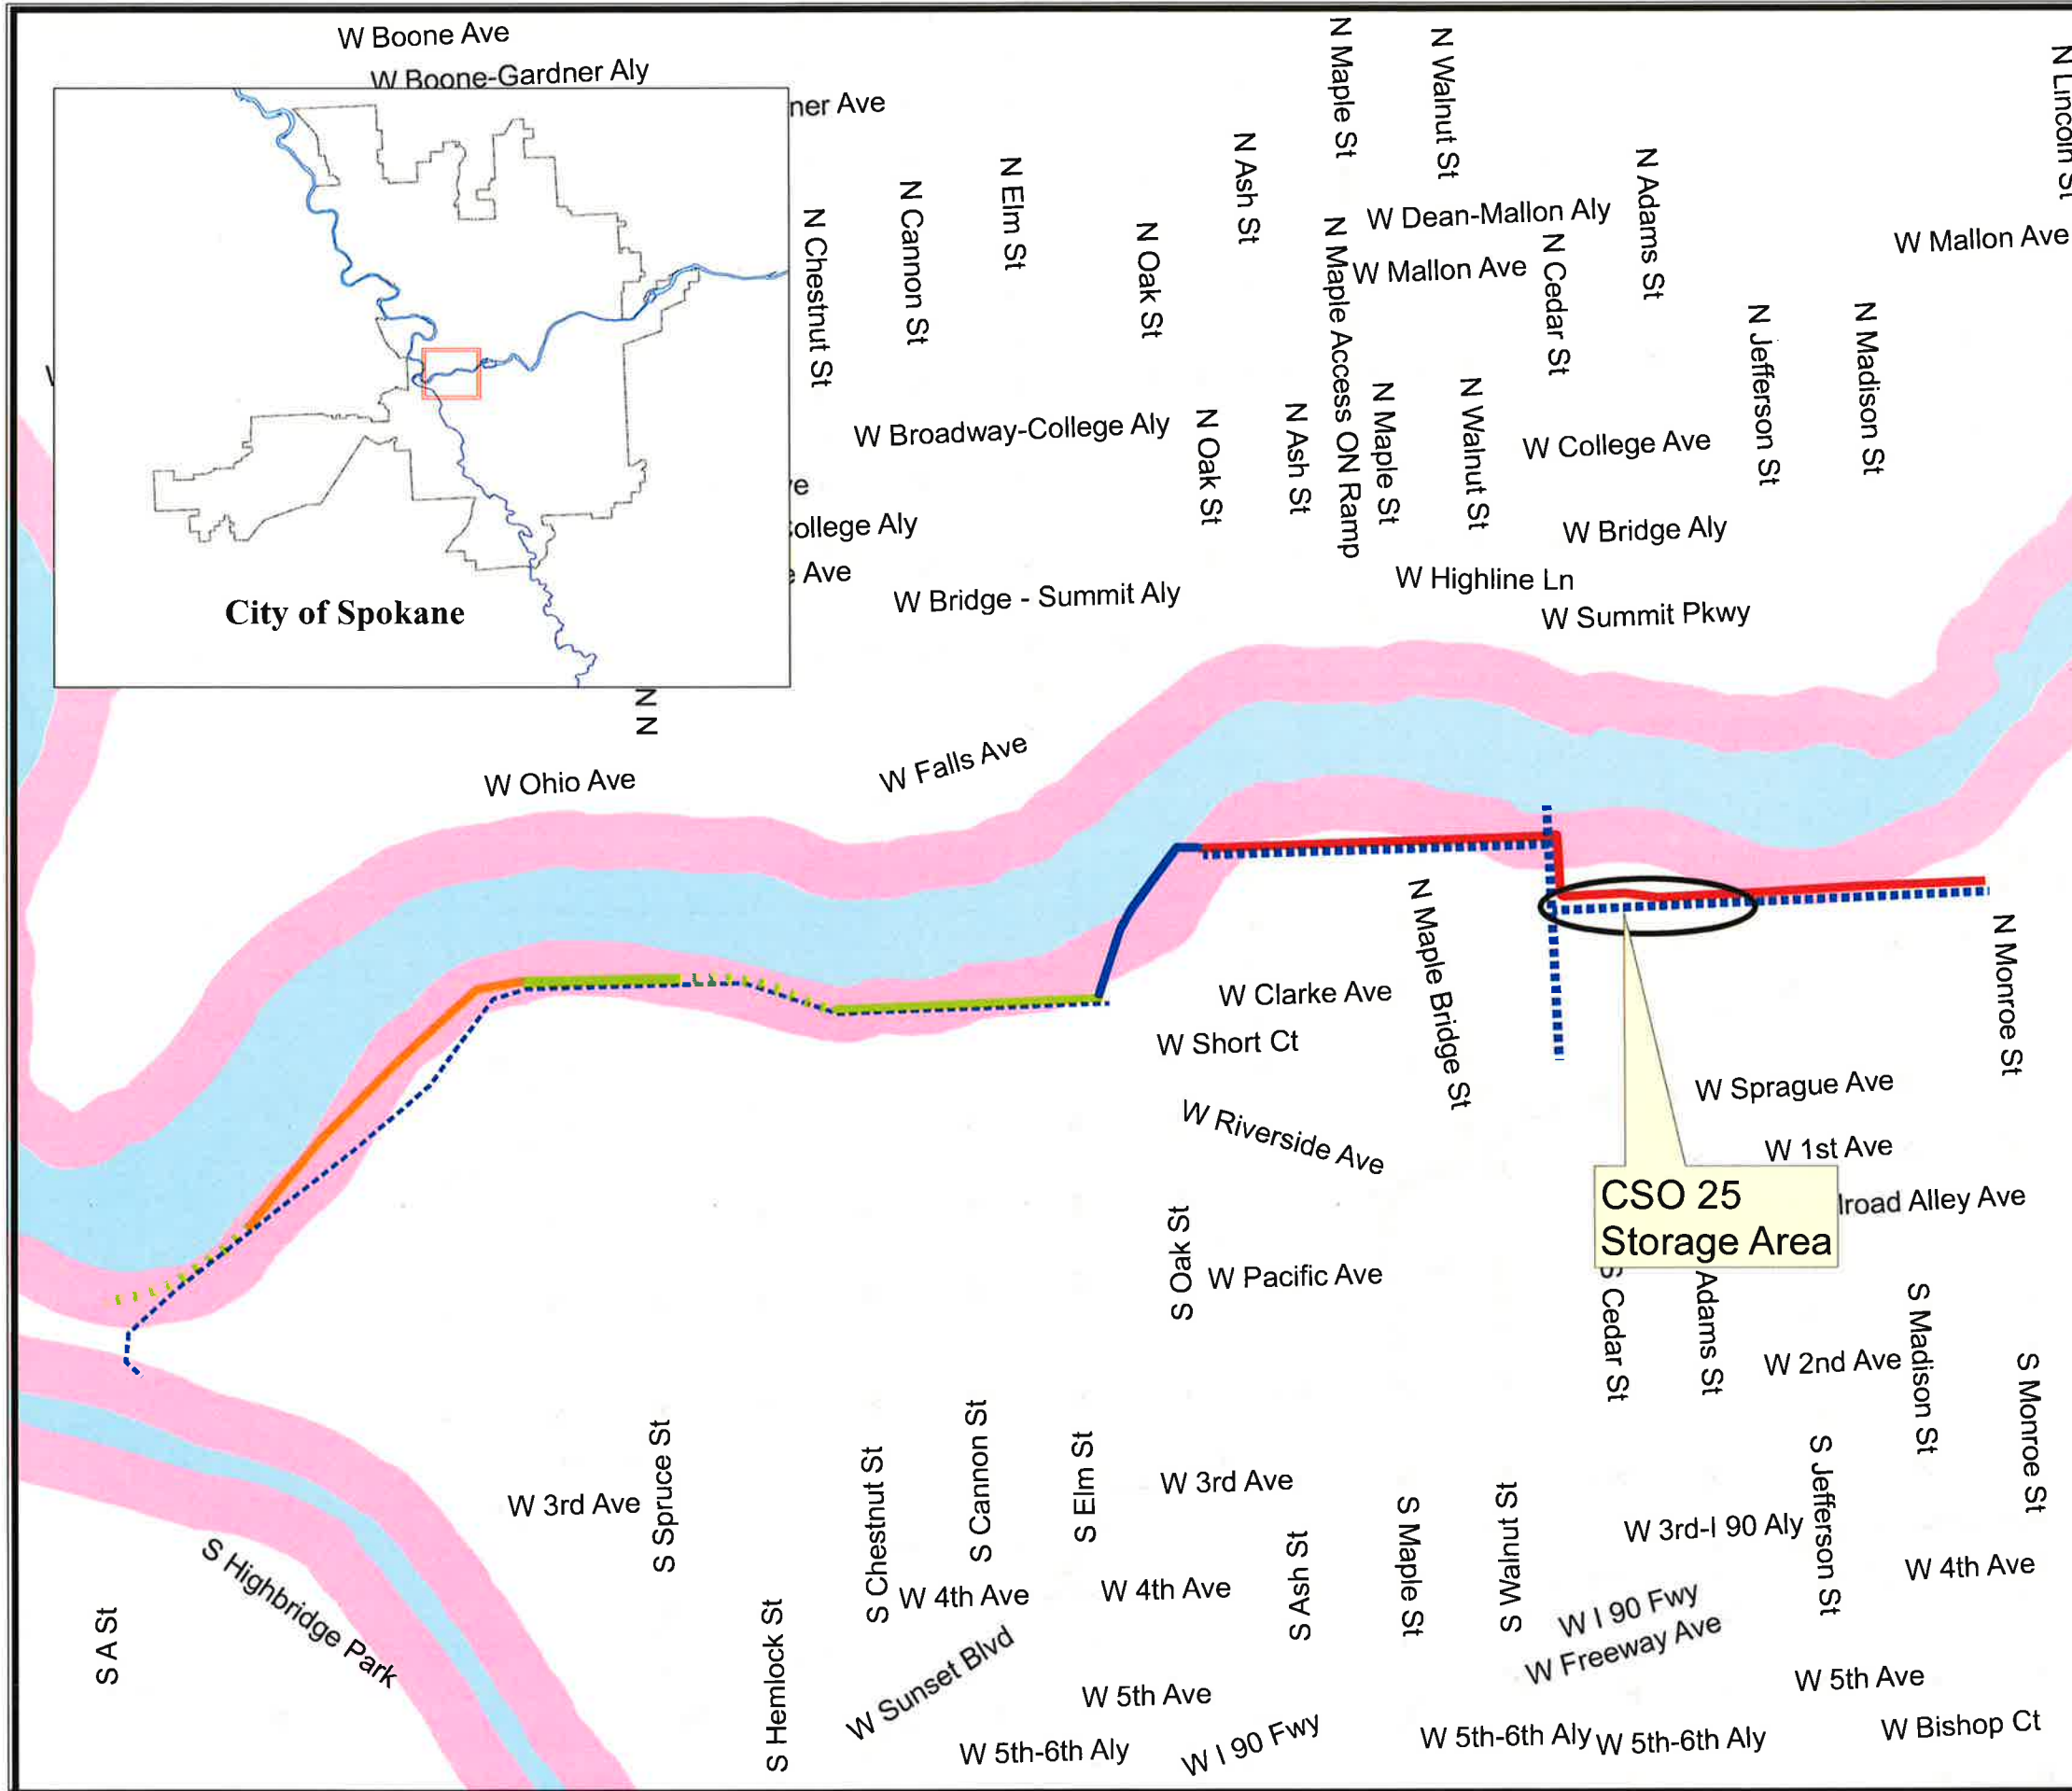 W Boone Ave
W Boone-Gardner Aly
ner Ave
N Maple St
N Walnut St
N Lincoln St
N Ash St
N Adams St
N Elm St
N Cannon St
N Chestnut St
N Oak St
W Dean-Mallon Aly
W Mallon Ave
W Mallon Ave
N Maple Access ON Ramp
N Cedar St
N Jefferson St
N Madison St
W Broadway-College Aly
N Oak St
N Ash St
N Maple St
N Walnut St
W College Ave
ve
ollege Aly
W Bridge Aly
e Ave
W Highline Ln
W Bridge - Summit Aly
W Summit Pkwy
City of Spokane
N
N
W Falls Ave
W Ohio Ave
N Maple Bridge St
N Monroe St
W Clarke Ave
W Short Ct
W Sprague Ave
W Riverside Ave
W 1st Ave
CSO 25
Storage Area
lroad Alley Ave
S Oak St
W Pacific Ave
S Cedar St
Adams St
S Madison St
W 2nd Ave
S Monroe St
S Spruce St
S Chestnut St
S Cannon St
S Elm St
W 3rd Ave
W 3rd Ave
S Ash St
S Maple St
S Walnut St
W 3rd-I 90 Aly
S Jefferson St
W 4th Ave
W 4th Ave
W 4th Ave
S Highbridge Park
S A St
S Hemlock St
W Sunset Blvd
W I 90 Fwy
W Freeway Ave
W 5th Ave
W 5th Ave
W 5th-6th Aly
W I 90 Fwy
W 5th-6th Aly
W 5th-6th Aly
W Bishop Ct